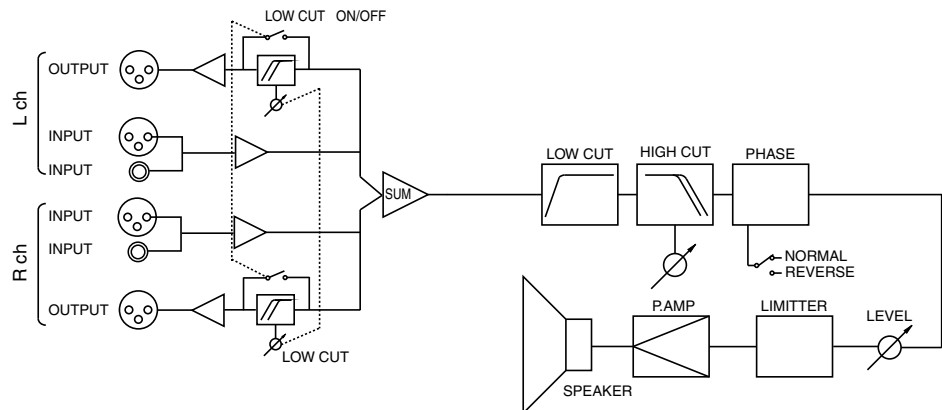 LOW CUT ON/OFF
L ch
OUTPUT
INPUT
INPUT
R ch
INPUT
INPUT
OUTPUT
LOW CUT
SUM
LOW CUT
HIGH CUT
PHASE
NORMAL
REVERSE
LEVEL
LIMITTER
P.AMP
SPEAKER